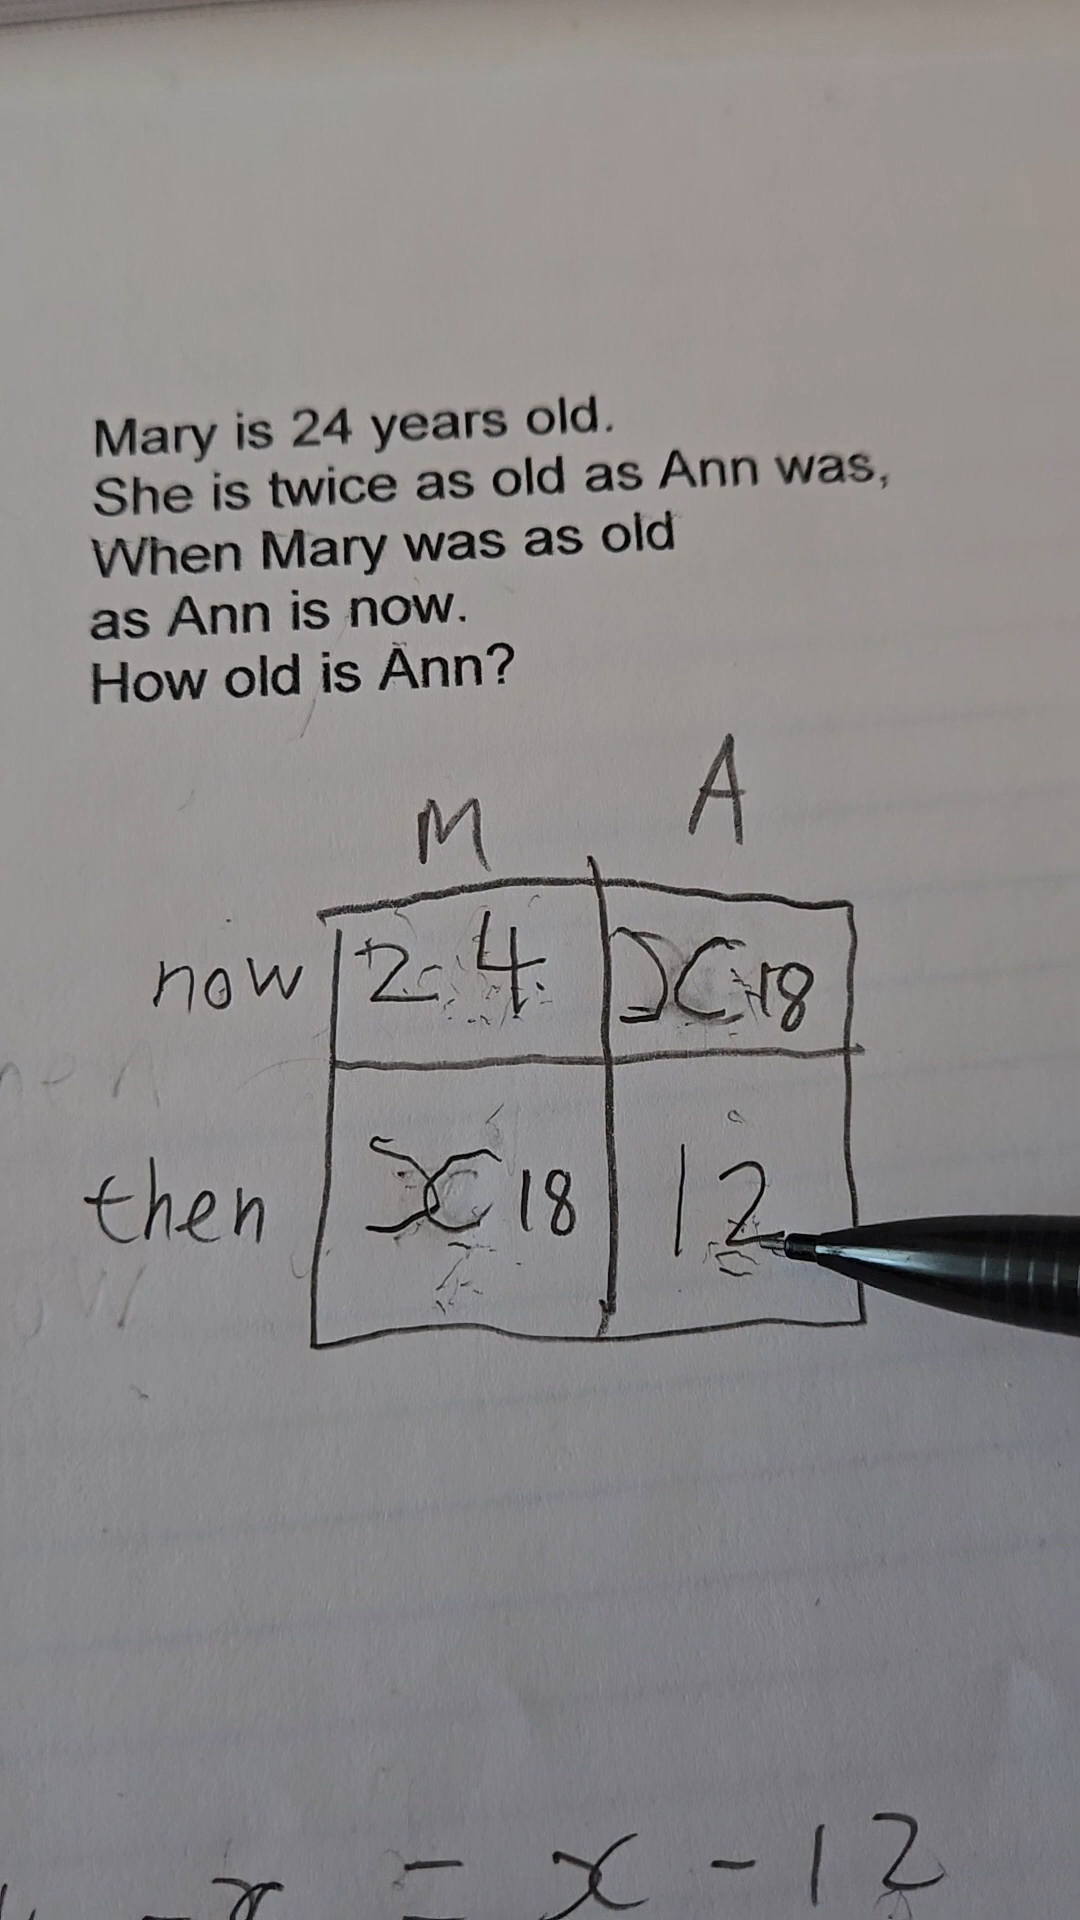 Mary is 24 years old.
She is twice as old as Ann was,
When Mary was as old
as Ann is now.
How old is Ann?
M A
now 24 x 18
then x 18 12
- x = x - 12